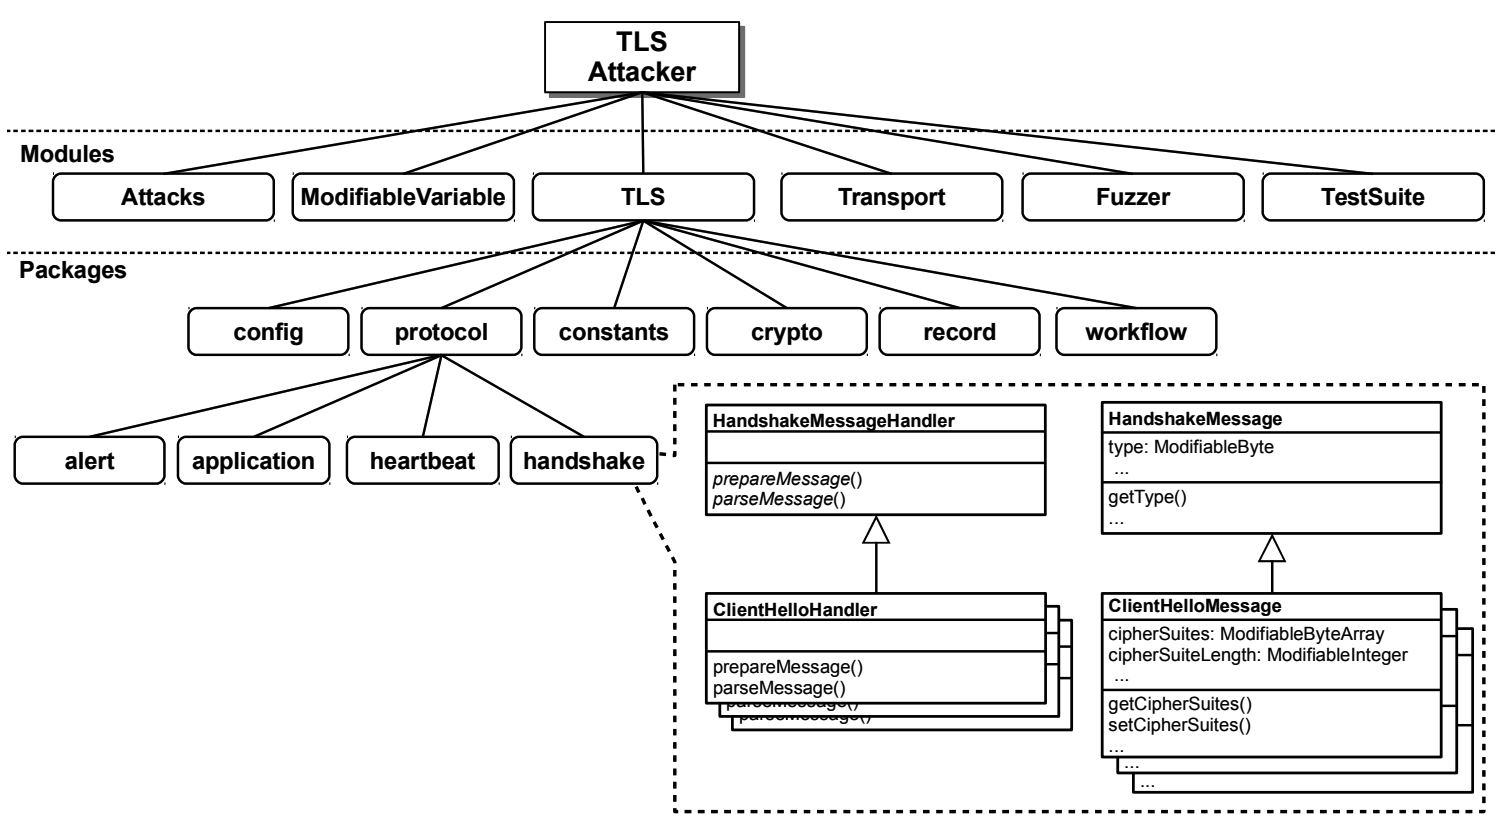 TLS
Attacker
Modules
Attacks
ModifiableVariable
TLS
Transport
Fuzzer
TestSuite
Packages
config
protocol
constants
crypto
record
workflow
alert
application
heartbeat
handshake
HandshakeMessageHandler
prepareMessage()
parseMessage()
HandshakeMessage
type: ModifiableByte
...
getType()
...
ClientHelloHandler
prepareMessage()
parseMessage()
parseMessage()
parseMessage()
ClientHelloMessage
cipherSuites: ModifiableByteArray
cipherSuiteLength: ModifiableInteger
...
getCipherSuites()
setCipherSuites()
...
...
...